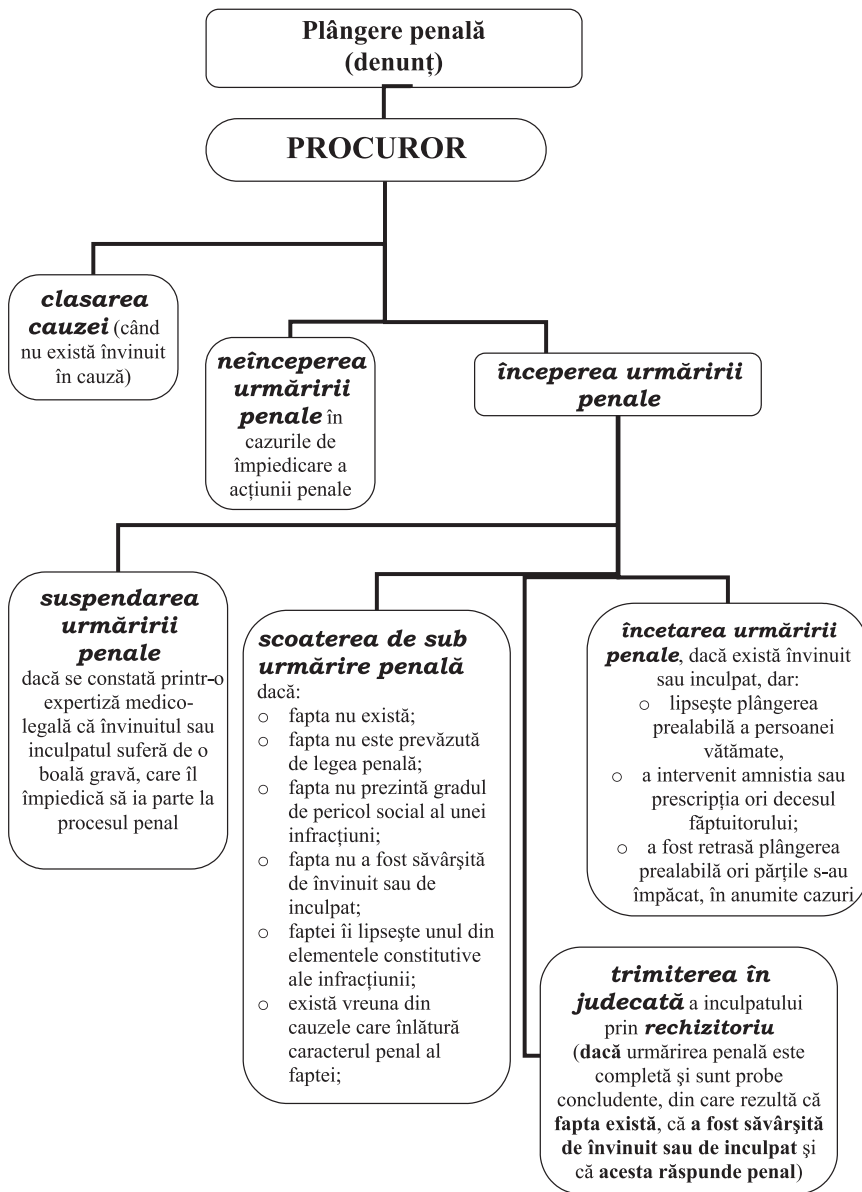 Plângere penală
(denunț)
PROCUROR
clasarea
cauzei (când
nu există învinuit
în cauză)
neînceperea
urmăririi
penale în
cazurile de
împiedicare a
acțiunii penale
începerea urmăririi
penale
suspendarea
urmăririi
penale
dacă se constată printr-o
expertiză medico-
legală că învinuitul sau
inculpatul suferă de o
boală gravă, care îl
împiedică să ia parte la
procesul penal
scoaterea de sub
urmărire penală
dacă:
o fapta nu există;
o fapta nu este prevăzută
de legea penală;
o fapta nu prezintă gradul
de pericol social al unei
infracțiuni;
o fapta nu a fost săvârșită
de învinuit sau de
inculpat;
o faptei îi lipsește unul din
elementele constitutive
ale infracțiunii;
o există vreuna din
cauzele care înlătură
caracterul penal al
faptei;
încetarea urmăririi
penale, dacă există învinuit
sau inculpat, dar:
o lipsește plângerea
prealabilă a persoanei
vătămate,
o a intervenit amnistia sau
prescripția ori decesul
făptuitorului;
o a fost retrasă plângerea
prealabilă ori părțile s-au
împăcat, în anumite cazuri
trimiterea în
judecată a inculpatului
prin rechizitoriu
(dacă urmărirea penală este
completă şi sunt probe
concludente, din care rezultă că
fapta există, că a fost săvârşită
de învinuit sau de inculpat şi
că acesta răspunde penal)